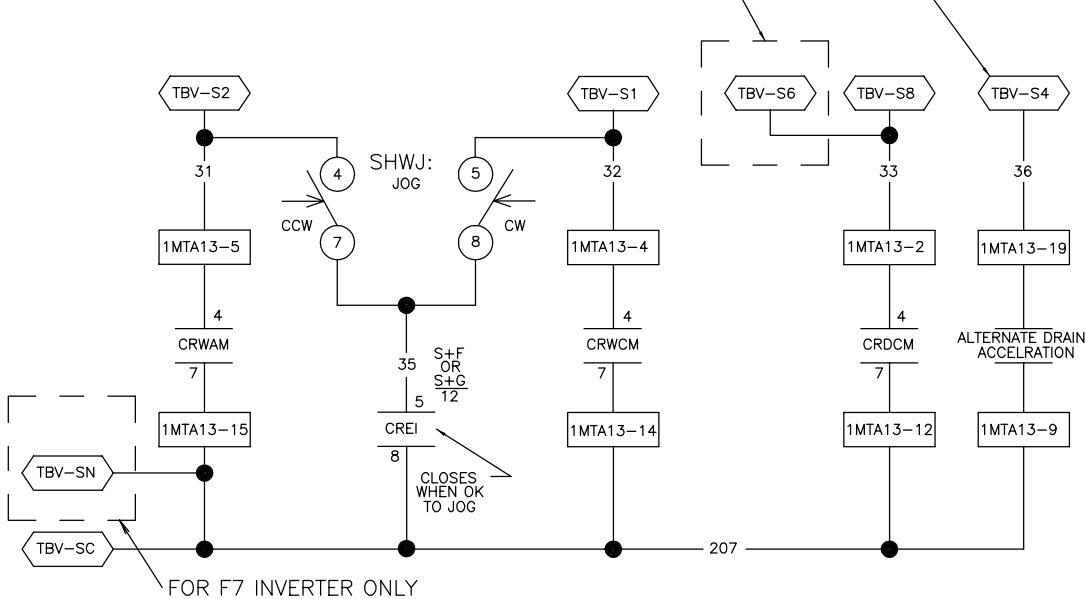 TBV-S2
TBV-S1
TBV-S6
TBV-S8
TBV-S4
31
4
SHWJ:
JOG
5
32
33
36
CCW
7
8
CW
1MTA13-5
1MTA13-4
1MTA13-2
1MTA13-19
4
CRWAM
7
35
S+F
OR
S+G
12
4
CRWCM
7
4
CRDCM
7
ALTERNATE DRAIN
ACCELRATION
5
CREI
8
CLOSES
WHEN OK
TO JOG
1MTA13-15
1MTA13-14
1MTA13-12
1MTA13-9
TBV-SN
TBV-SC
207
FOR F7 INVERTER ONLY